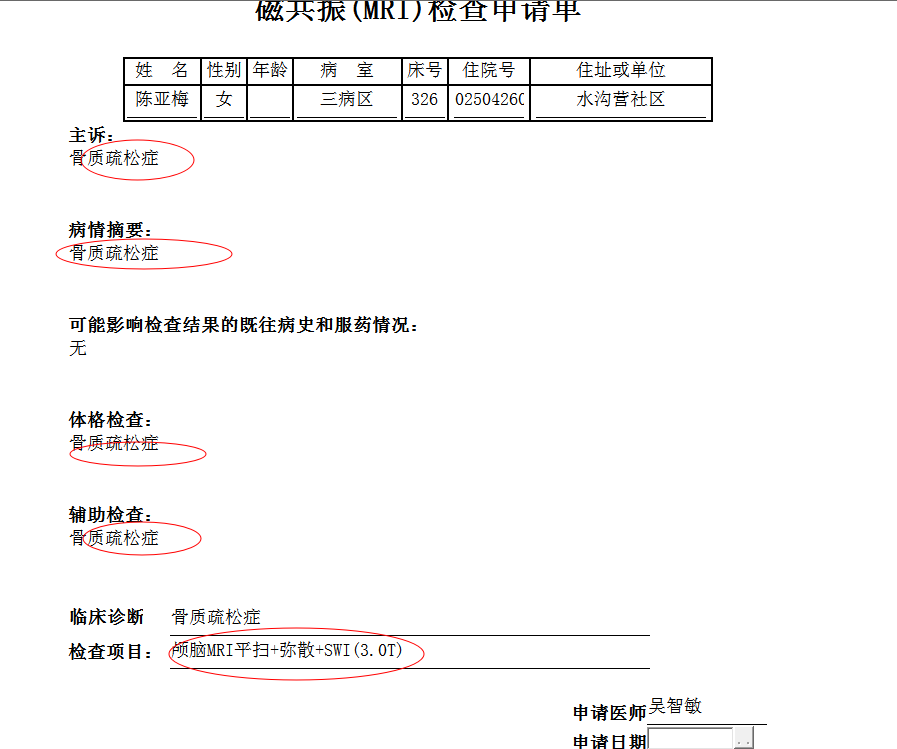 磁共振(MRI)检查申请单
姓 名 性别 年龄 病 室 床号 住院号 住址或单位
陈亚梅 女 三病区 326 02504260 水沟营社区
主诉：
骨质疏松症
病情摘要：
骨质疏松症
可能影响检查结果的既往病史和服药情况：
无
体格检查：
骨质疏松症
辅助检查：
骨质疏松症
临床诊断 骨质疏松症
检查项目： 颅脑MRI平扫+弥散+SWI(3.0T)
申请医师 吴智敏
申请日期 ..